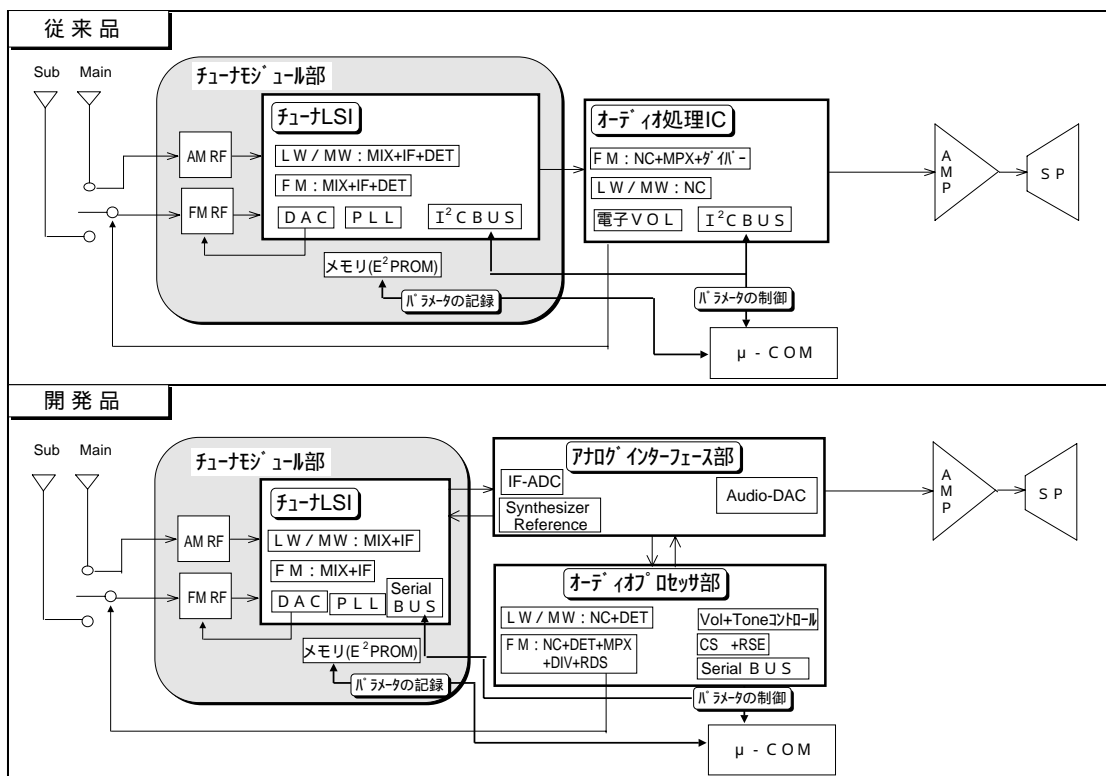 従来品
Sub Main
チューナモジュール部
チューナLSI
AM RF
LW/MW:MIX+IF+DET
FM:MIX+IF+DET
FM RF
DAC PLL I²C BUS
メモリ(E²PROM)
パラメータの記録
オーディオ処理IC
FM:NC+MPX+ダイバー
LW/MW:NC
電子VOL I²C BUS
パラメータの制御
μ-COM
AMP
SP
開発品
Sub Main
チューナモジュール部
チューナLSI
AM RF
LW/MW:MIX+IF
FM:MIX+IF
FM RF
DAC PLL
Serial
BUS
メモリ(E²PROM)
パラメータの記録
アナログインターフェース部
IF-ADC
Synthesizer
Reference
Audio-DAC
オーディオプロセッサ部
LW/MW:NC+DET
FM:NC+DET+MPX
+DIV+RDS
Vol+Toneコントロール
CS +RSE
Serial BUS
パラメータの制御
μ-COM
AMP
SP